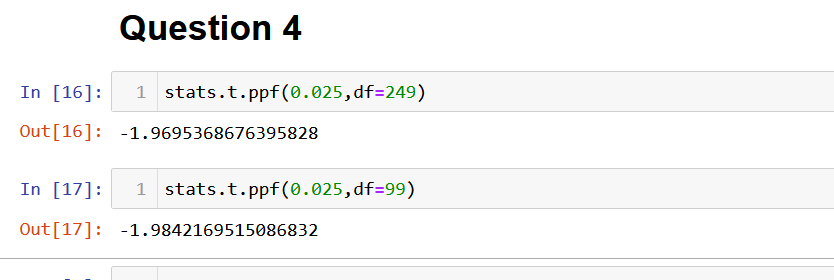 Question 4
In [16]: 1 stats.t.ppf(0.025,df=249)
Out[16]: -1.9695368676395828
In [17]: 1 stats.t.ppf(0.025,df=99)
Out[17]: -1.9842169515086832